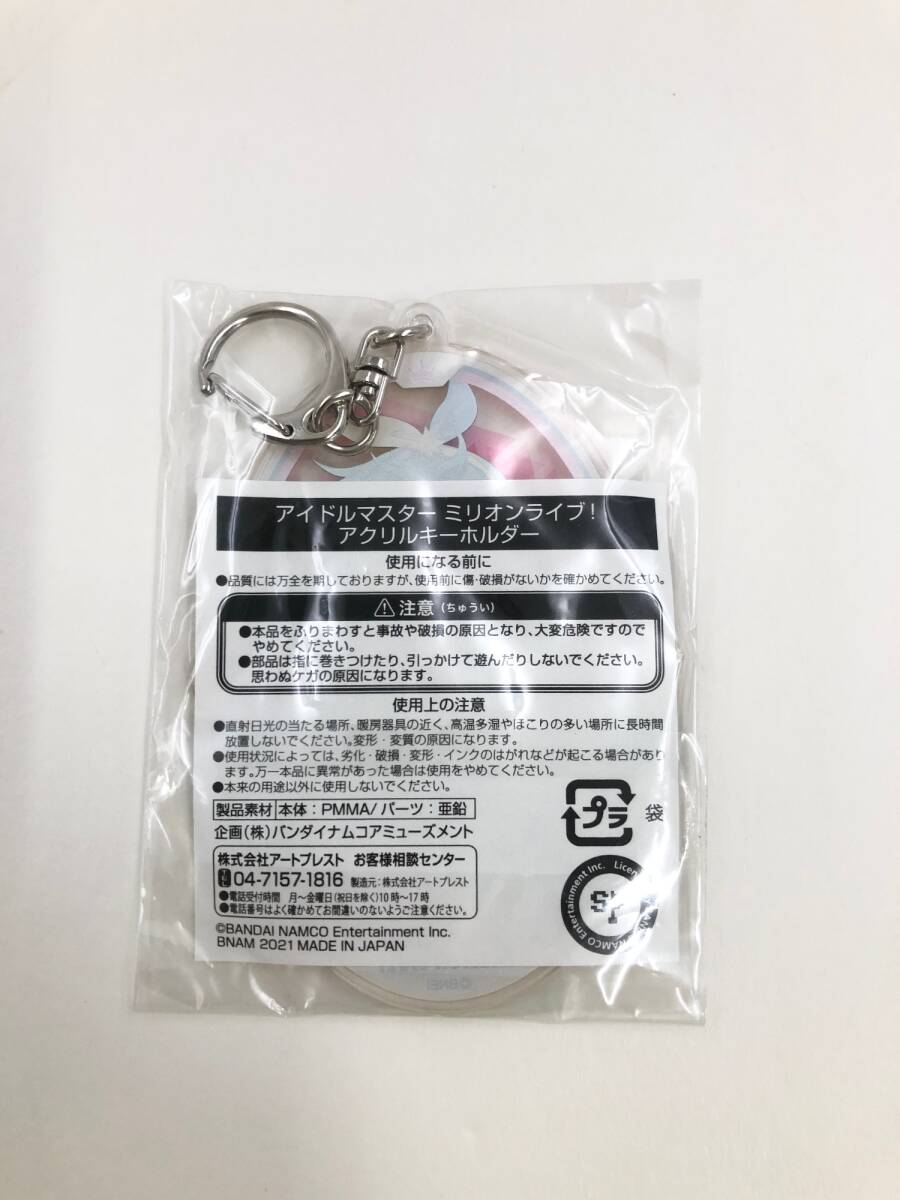 アイドルマスター ミリオンライブ！
アクリルキーホルダー
使用になる前に
●品質には万全を期しておりますが、使用前に傷・破損がないかを確かめてください。
注意（ちゅうい）
●本品をふりまわすと事故や破損の原因となり、大変危険ですので
やめてください。
●部品は指に巻きつけたり、引っかけて遊んだりしないでください。
思わぬケガの原因になります。
使用上の注意
●直射日光の当たる場所、暖房器具の近く、高温多湿やほこりの多い場所に長時間
放置しないでください。変形・変質の原因になります。
●使用状況によっては、劣化・破損・変形・インクのはがれなどが起こる場合があり
ます。万一本品に異常があった場合は使用をやめてください。
●本来の用途以外に使用しないでください。
製品素材 本体：PMMA/パーツ：亜鉛
企画（株）バンダイナムコアミューズメント
プラ 袋
株式会社アートプレスト お客様相談センター
04-7157-1816 製造元：株式会社アートプレスト
●電話受付時間 月～金曜日（祝日を除く）10時～17時
●電話番号はよく確かめてお間違いのないようご注意ください。
©BANDAI NAMCO Entertainment Inc.
BNAM 2021 MADE IN JAPAN
NAMCO Entertainment Inc.
©BNEI